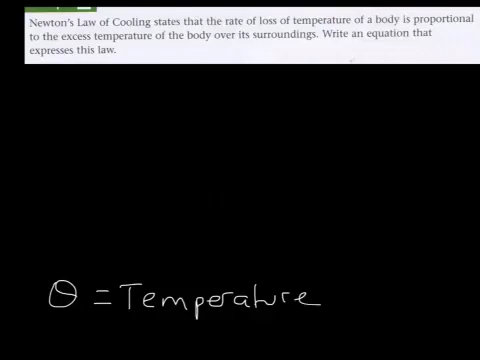 Newton's Law of Cooling states that the rate of loss of temperature of a body is proportional
to the excess temperature of the body over its surroundings. Write an equation that
expresses this law.
θ = Temperature